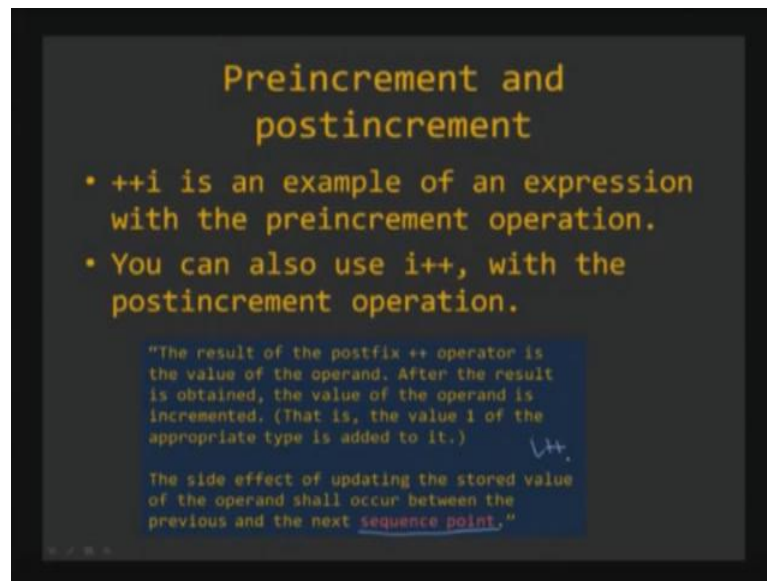 Preincrement and
postincrement
• ++i is an example of an expression
with the preincrement operation.
• You can also use i++, with the
postincrement operation.
"The result of the postfix ++ operator is
the value of the operand. After the result
is obtained, the value of the operand is
incremented. (That is, the value 1 of the
appropriate type is added to it.)
i++.
The side effect of updating the stored value
of the operand shall occur between the
previous and the next sequence point."